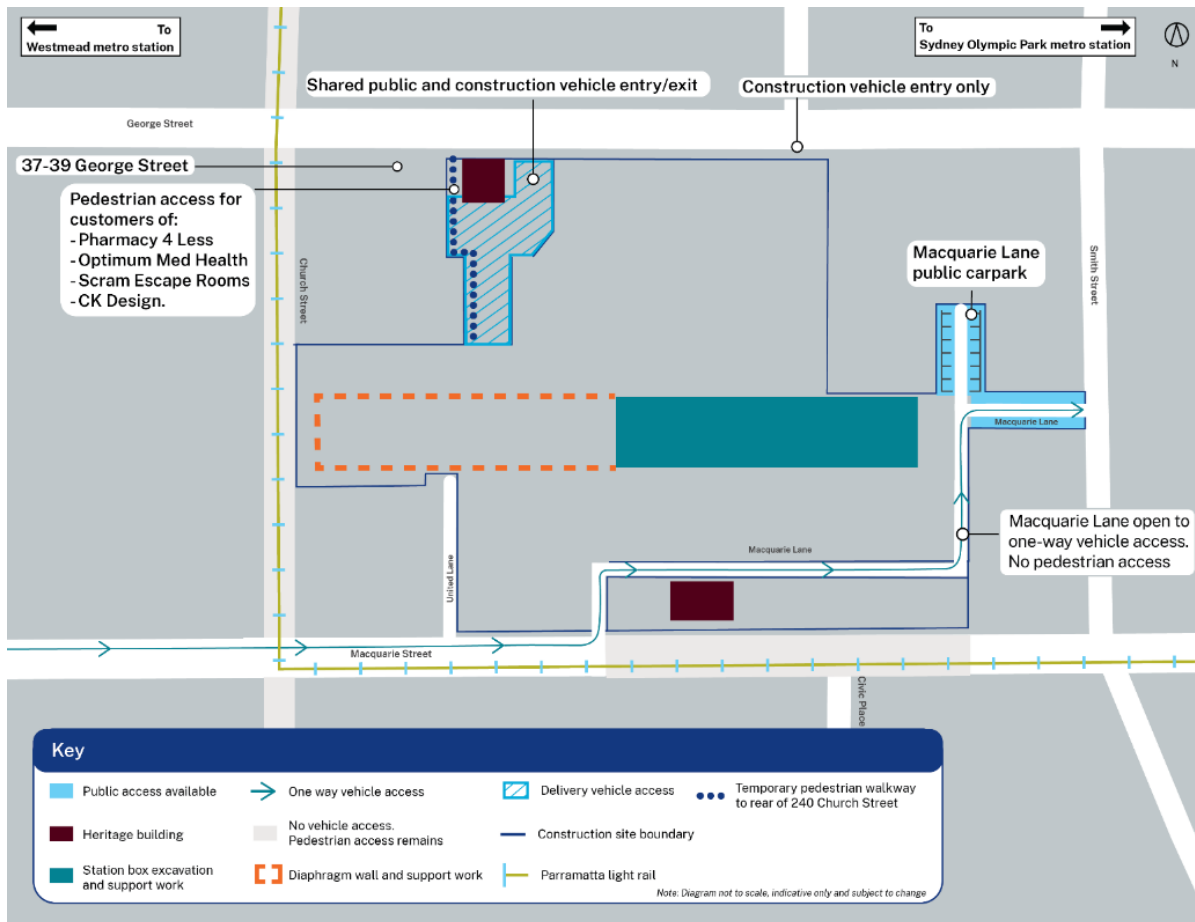 To
Westmead metro station
To
Sydney Olympic Park metro station
N
Shared public and construction vehicle entry/exit
Construction vehicle entry only
George Street
37-39 George Street
Pedestrian access for
customers of:
- Pharmacy 4 Less
- Optimum Med Health
- Scram Escape Rooms
- CK Design.
Church Street
Macquarie Lane
public carpark
Smith Street
Macquarie Lane
Macquarie Lane open to
one-way vehicle access.
No pedestrian access
Macquarie Lane
United Lane
Macquarie Street
Civic Place
Key
Public access available
One way vehicle access
Delivery vehicle access
Temporary pedestrian walkway
to rear of 240 Church Street
Heritage building
No vehicle access.
Pedestrian access remains
Construction site boundary
Station box excavation
and support work
Diaphragm wall and support work
Parramatta light rail
Note: Diagram not to scale, indicative only and subject to change